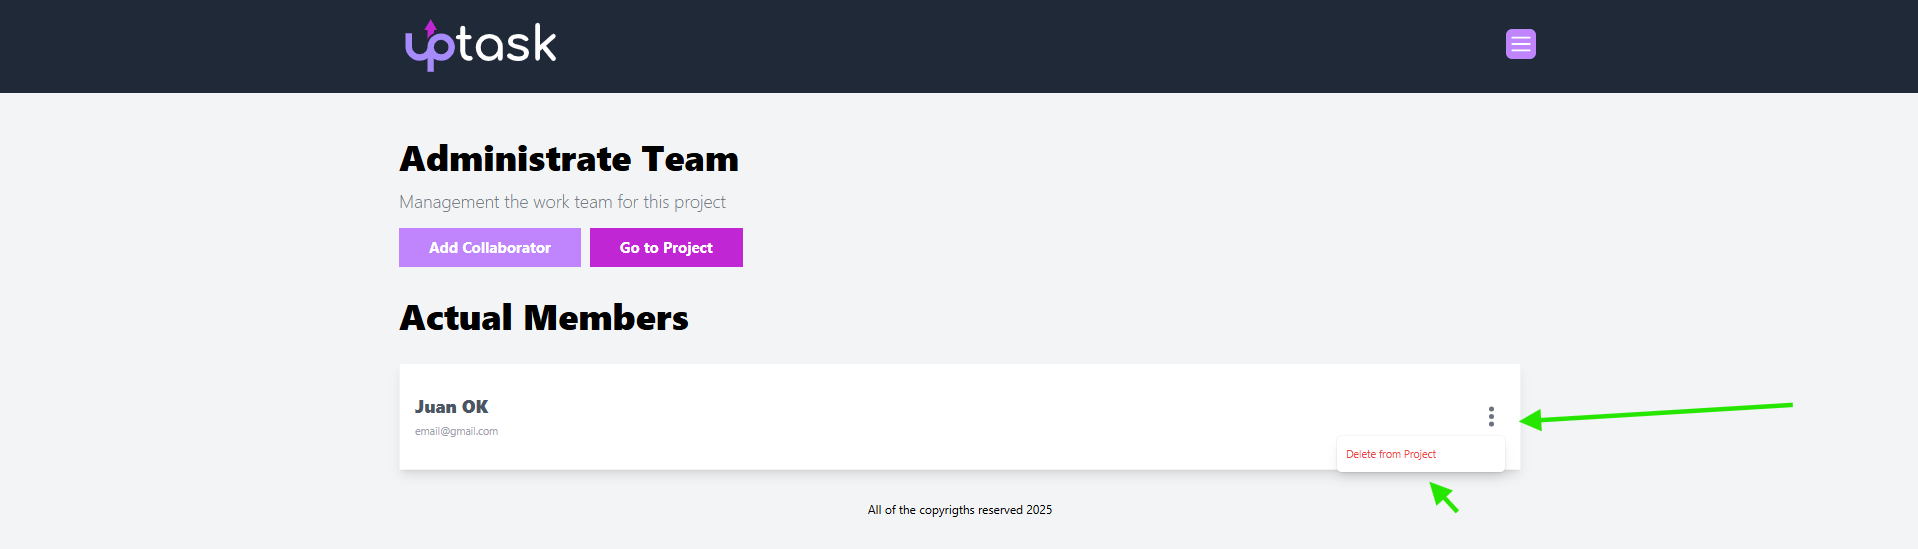 uptask
Administrate Team
Management the work team for this project
Add Collaborator
Go to Project
Actual Members
Juan OK
email@gmail.com
Delete from Project
All of the copyrigths reserved 2025